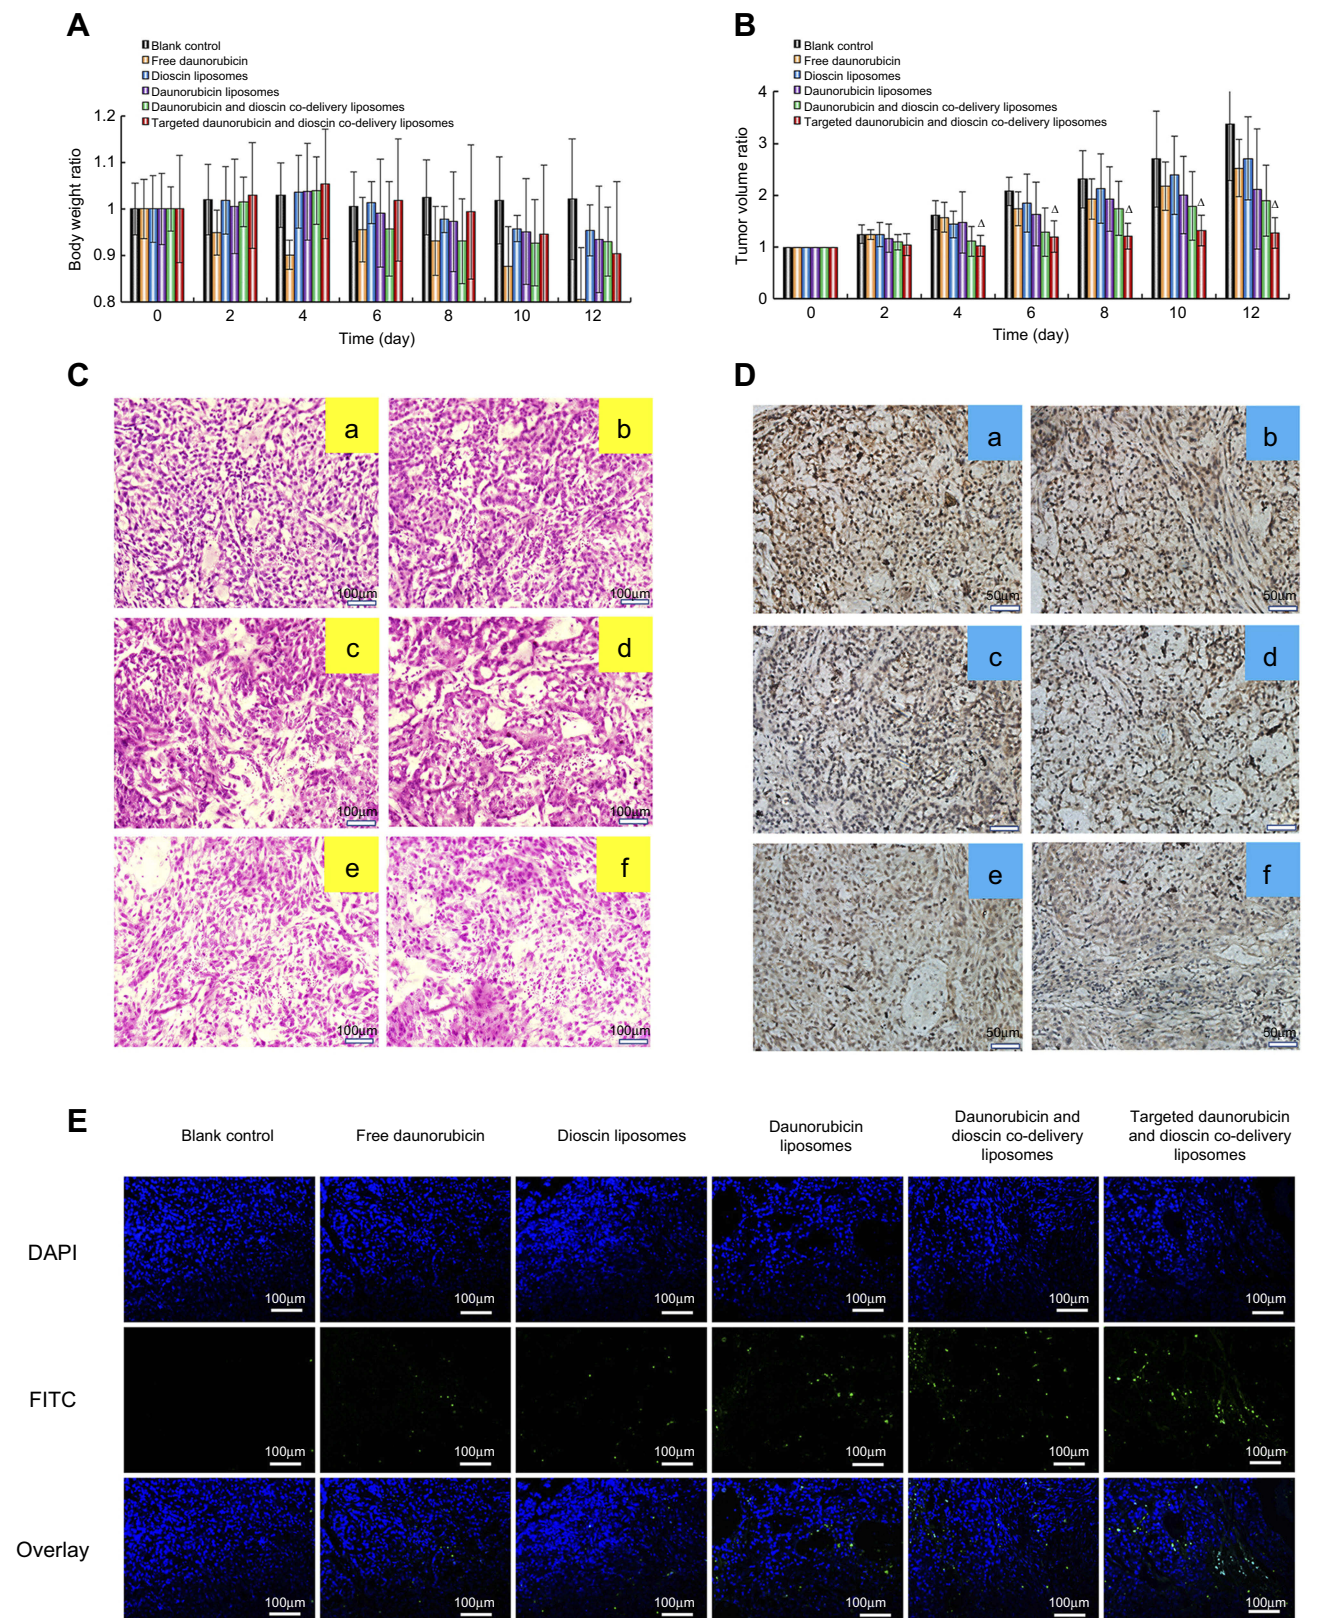 A
Blank control
Free daunorubicin
Dioscin liposomes
Daunorubicin liposomes
Daunorubicin and dioscin co-delivery liposomes
Targeted daunorubicin and dioscin co-delivery liposomes
1.2
1.1
1
0.9
0.8
Body weight ratio
0 2 4 6 8 10 12
Time (day)
B
Blank control
Free daunorubicin
Dioscin liposomes
Daunorubicin liposomes
Daunorubicin and dioscin co-delivery liposomes
Targeted daunorubicin and dioscin co-delivery liposomes
4
3
2
1
0
Tumor volume ratio
Δ Δ Δ Δ Δ
0 2 4 6 8 10 12
Time (day)
C
a
100μm
b
100μm
c
100μm
d
100μm
e
100μm
f
100μm
D
a
50μm
b
50μm
c
d
e
50μm
f
50μm
E
Blank control
Free daunorubicin
Dioscin liposomes
Daunorubicin
liposomes
Daunorubicin and
dioscin co-delivery
liposomes
Targeted daunorubicin
and dioscin co-delivery
liposomes
DAPI
100μm 100μm 100μm 100μm 100μm 100μm
FITC
100μm 100μm 100μm 100μm 100μm 100μm
Overlay
100μm 100μm 100μm 100μm 100μm 100μm